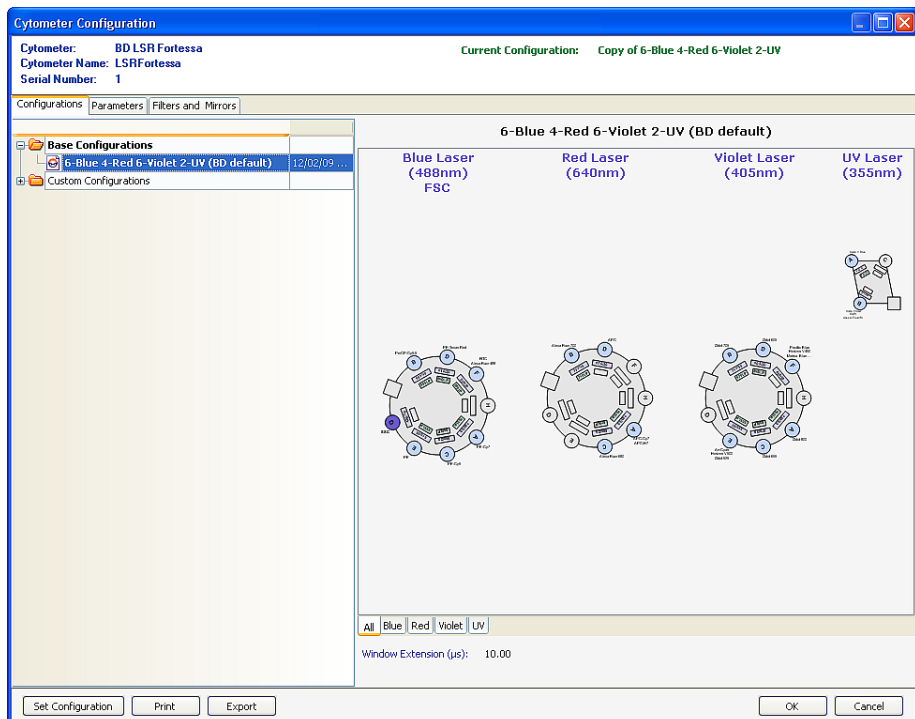 Cytometer Configuration
Cytometer: BD LSR Fortessa
Cytometer Name: LSRFortessa
Serial Number: 1
Current Configuration: Copy of 6-Blue 4-Red 6-Violet 2-UV
Configurations Parameters Filters and Mirrors
Base Configurations
6-Blue 4-Red 6-Violet 2-UV (BD default) 12/02/09 ...
Custom Configurations
6-Blue 4-Red 6-Violet 2-UV (BD default)
Blue Laser Red Laser Violet Laser UV Laser
(488nm) (640nm) (405nm) (355nm)
FSC
All Blue Red Violet UV
Window Extension (µs): 10.00
Set Configuration Print Export OK Cancel